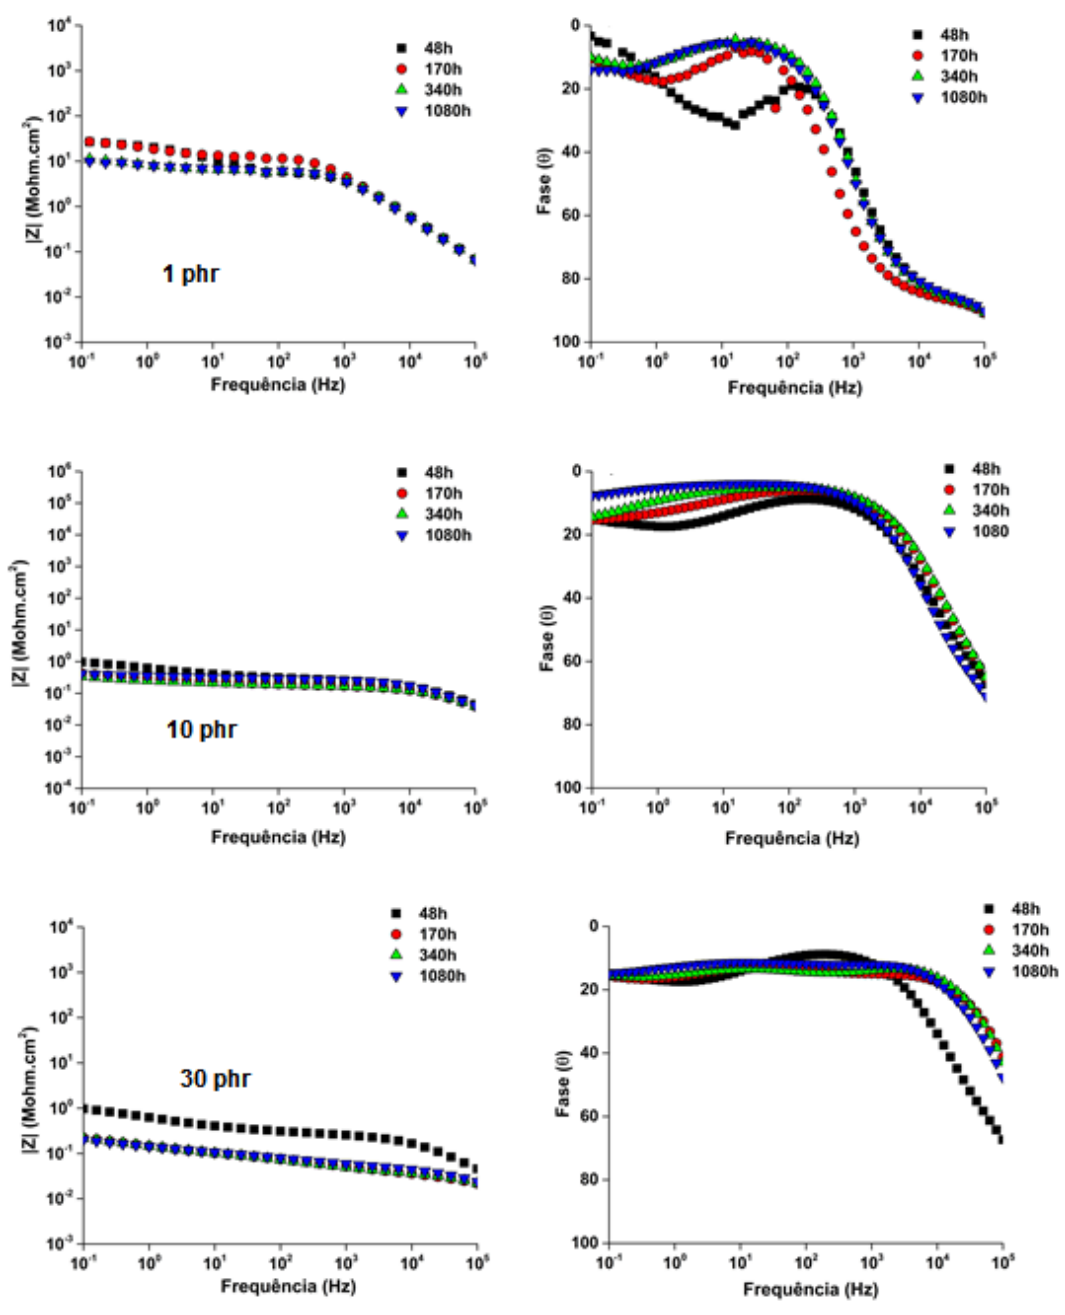 |Z| (Mohm.cm²)
10⁴
10³
10²
10¹
10⁰
10⁻¹
10⁻²
10⁻³
48h
170h
340h
1080h
1 phr
10⁻¹ 10⁰ 10¹ 10² 10³ 10⁴ 10⁵
Frequência (Hz)
Fase (θ)
0
20
40
60
80
100
48h
170h
340h
1080h
10⁻¹ 10⁰ 10¹ 10² 10³ 10⁴ 10⁵
Frequência (Hz)
|Z| (Mohm.cm²)
10⁶
10⁵
10⁴
10³
10²
10¹
10⁰
10⁻¹
10⁻²
10⁻³
10⁻⁴
48h
170h
340h
1080h
10 phr
10⁻¹ 10⁰ 10¹ 10² 10³ 10⁴ 10⁵
Frequência (Hz)
Fase (θ)
0
20
40
60
80
100
48h
170h
340h
1080
10⁻¹ 10⁰ 10¹ 10² 10³ 10⁴ 10⁵
Frequência (Hz)
|Z| (Mohm.cm²)
10⁴
10³
10²
10¹
10⁰
10⁻¹
10⁻²
10⁻³
48h
170h
340h
1080h
30 phr
10⁻¹ 10⁰ 10¹ 10² 10³ 10⁴ 10⁵
Frequência (Hz)
Fase (θ)
0
20
40
60
80
100
48h
170h
340h
1080h
10⁻¹ 10⁰ 10¹ 10² 10³ 10⁴ 10⁵
Frequência (Hz)